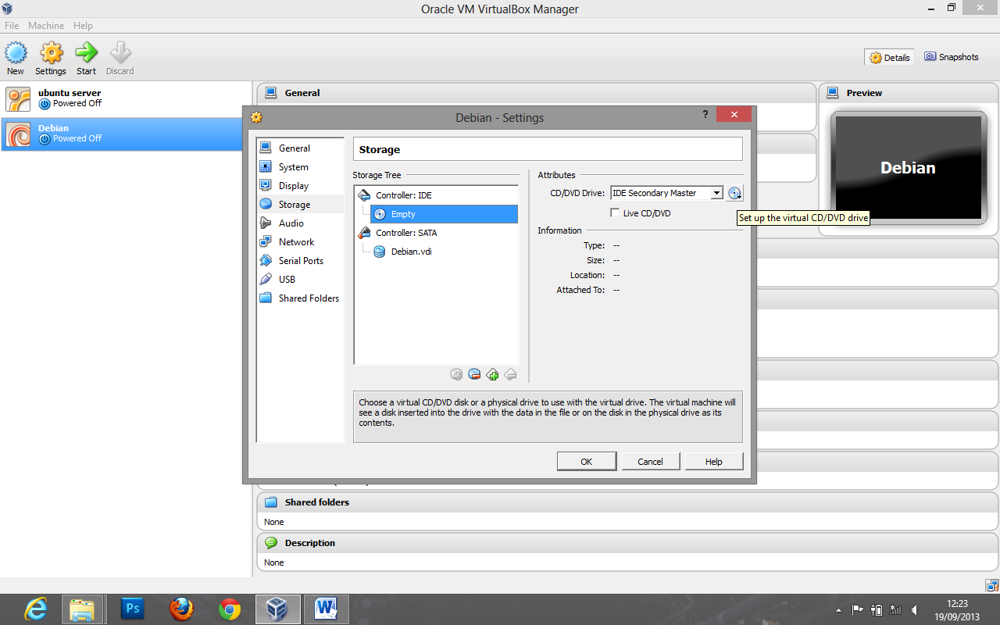 Oracle VM VirtualBox Manager
File Machine Help
New Settings Start Discard
Details Snapshots
ubuntu server
Powered Off
Debian
Powered Off
General
Preview
Debian
Debian - Settings
?
General
System
Display
Storage
Audio
Network
Serial Ports
USB
Shared Folders
Storage
Storage Tree
Controller: IDE
Empty
Controller: SATA
Debian.vdi
Attributes
CD/DVD Drive: IDE Secondary Master
Live CD/DVD
Set up the virtual CD/DVD drive
Information
Type: --
Size: --
Location: --
Attached To: --
Choose a virtual CD/DVD disk or a physical drive to use with the virtual drive. The virtual machine will
see a disk inserted into the drive with the data in the file or on the disk in the physical drive as its
contents.
OK Cancel Help
Shared folders
None
Description
None
Ps
W
12:23
19/09/2013